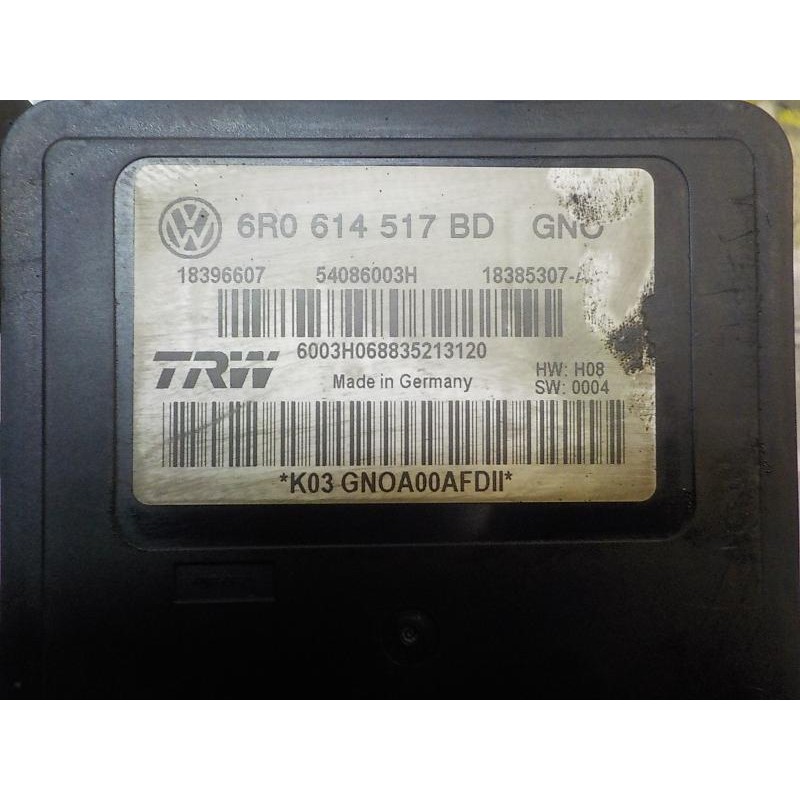 6R0 614 517 BD GNO
18396607 54086003H 18385307-A
6003H068835213120
TRW
Made in Germany
HW: H08
SW: 0004
*K03 GNOA00AFDII*